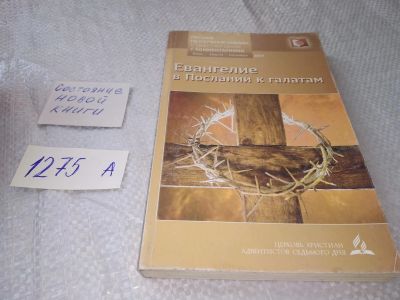 Состояние
новой
книги
1275 А
Евангелие
в Послании к галатам
ЦЕРКОВЬ ХРИСТИАН
АДВЕНТИСТОВ СЕДЬМОГО ДНЯ